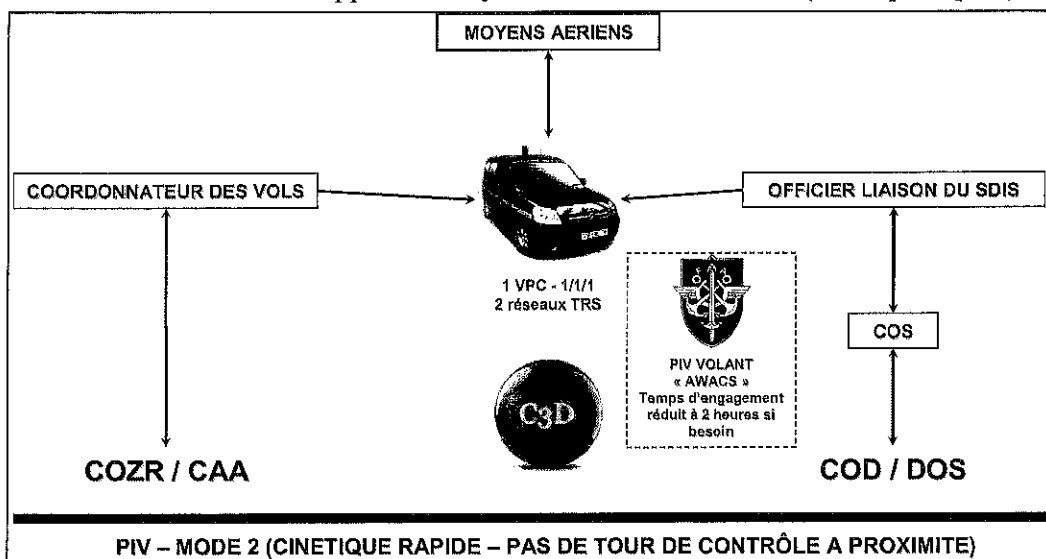 MOYENS AERIENS
COORDONNATEUR DES VOLS
OFFICIER LIAISON DU SDIS
1 VPC - 1/1/1
2 réseaux TRS
PIV VOLANT
« AWACS »
Temps d'engagement
réduit à 2 heures si
besoin
COS
C3D
COZR / CAA
COD / DOS
PIV – MODE 2 (CINETIQUE RAPIDE – PAS DE TOUR DE CONTRÔLE A PROXIMITE)